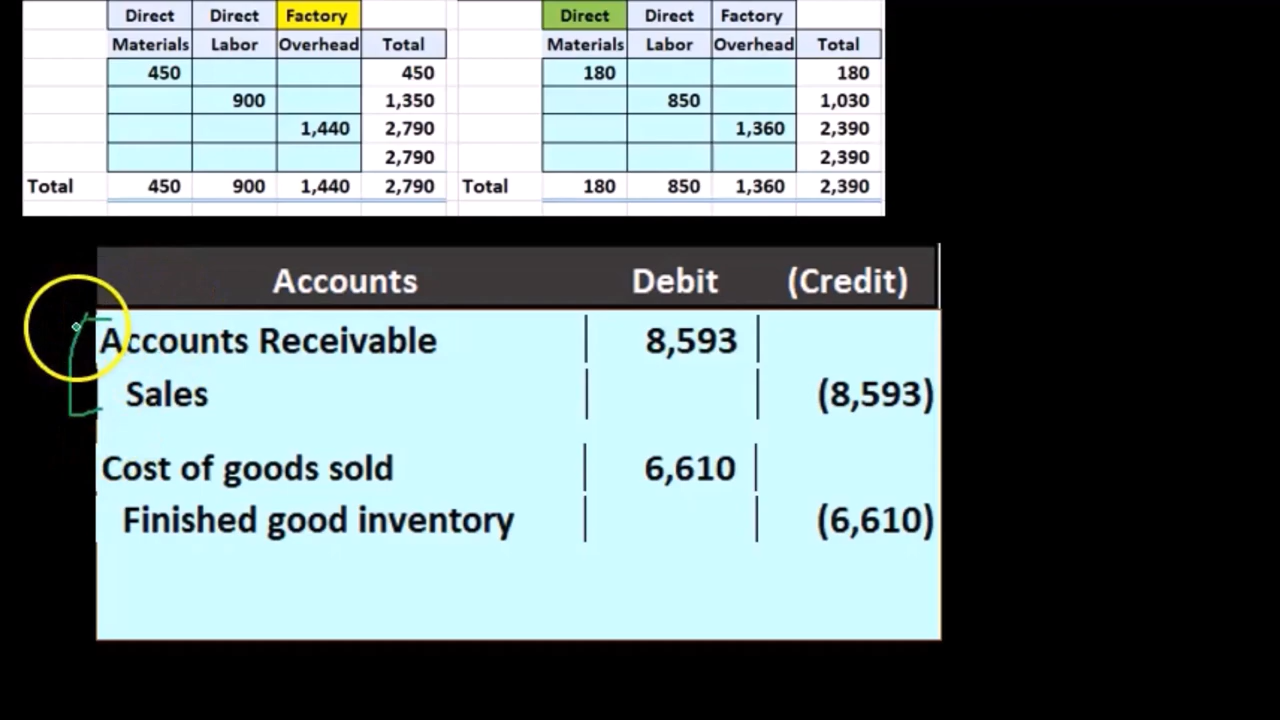 Direct Direct Factory Direct Direct Factory
Materials Labor Overhead Total Materials Labor Overhead Total
450 450 180 180
900 1,350 850 1,030
1,440 2,790 1,360 2,390
2,790 2,390
Total 450 900 1,440 2,790 Total 180 850 1,360 2,390
Accounts Debit (Credit)
Accounts Receivable 8,593
Sales (8,593)
Cost of goods sold 6,610
Finished good inventory (6,610)